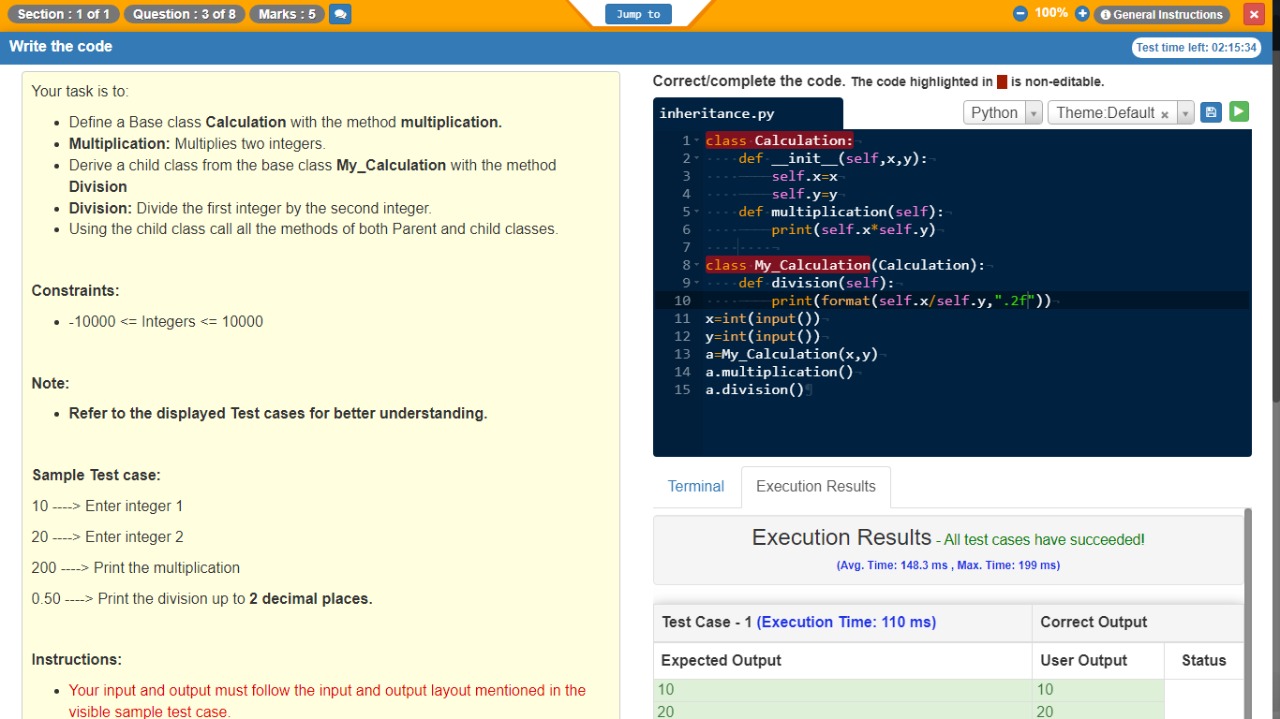 Section : 1 of 1 Question : 3 of 8 Marks : 5 Jump to 100% General Instructions
Write the code Test time left: 02:15:34
Your task is to:
• Define a Base class Calculation with the method multiplication.
• Multiplication: Multiplies two integers.
• Derive a child class from the base class My_Calculation with the method
Division
• Division: Divide the first integer by the second integer.
• Using the child class call all the methods of both Parent and child classes.
Constraints:
• -10000 <= Integers <= 10000
Note:
• Refer to the displayed Test cases for better understanding.
Sample Test case:
10 ----> Enter integer 1
20 ----> Enter integer 2
200 ----> Print the multiplication
0.50 ----> Print the division up to 2 decimal places.
Instructions:
• Your input and output must follow the input and output layout mentioned in the
visible sample test case.
Correct/complete the code. The code highlighted in is non-editable.
inheritance.py Python Theme:Default ×
1 class Calculation:
2     def __init__(self,x,y):
3         self.x=x
4         self.y=y
5     def multiplication(self):
6         print(self.x*self.y)
7
8 class My_Calculation(Calculation):
9     def division(self):
10         print(format(self.x/self.y,".2f"))
11 x=int(input())
12 y=int(input())
13 a=My_Calculation(x,y)
14 a.multiplication()
15 a.division()
Terminal Execution Results
Execution Results - All test cases have succeeded!
(Avg. Time: 148.3 ms , Max. Time: 199 ms)
Test Case - 1 (Execution Time: 110 ms) Correct Output
Expected Output User Output Status
10 10
20 20